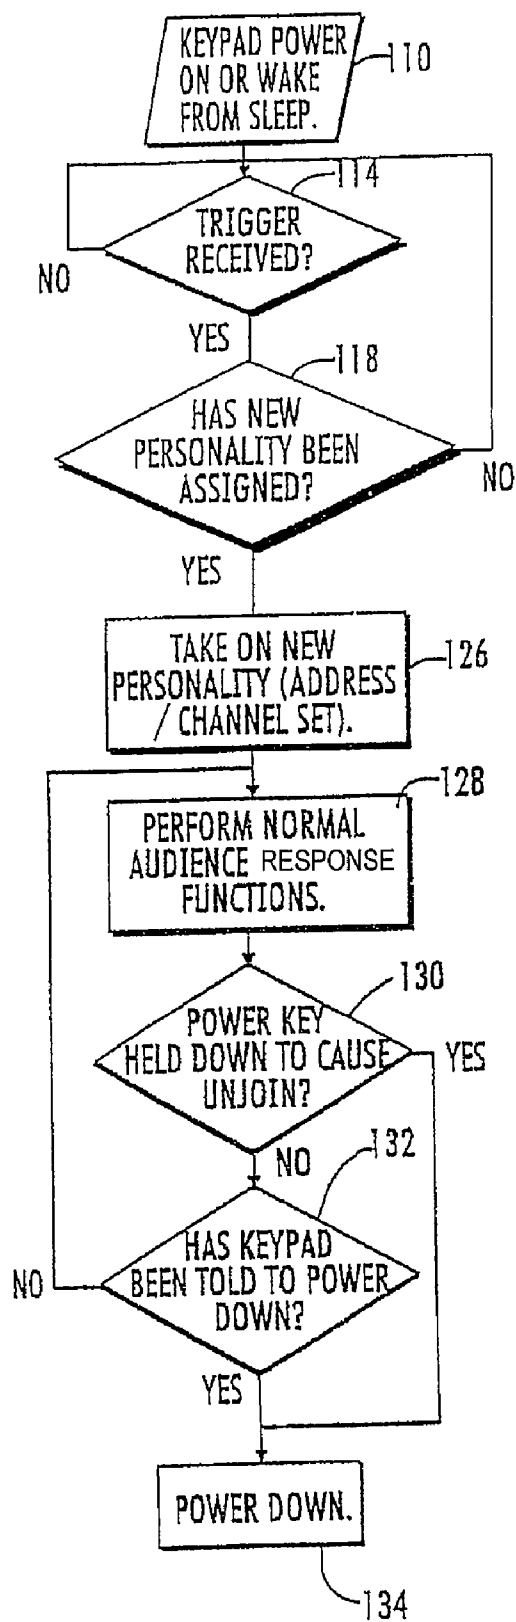 KEYPAD POWER
ON OR WAKE
FROM SLEEP.
110
114
TRIGGER
RECEIVED?
NO
YES
118
HAS NEW
PERSONALITY BEEN
ASSIGNED?
NO
YES
TAKE ON NEW
PERSONALITY (ADDRESS
/ CHANNEL SET).
126
128
PERFORM NORMAL
AUDIENCE RESPONSE
FUNCTIONS.
130
POWER KEY
HELD DOWN TO CAUSE
UNJOIN?
YES
NO
132
HAS KEYPAD
BEEN TOLD TO POWER
DOWN?
NO
YES
POWER DOWN.
134